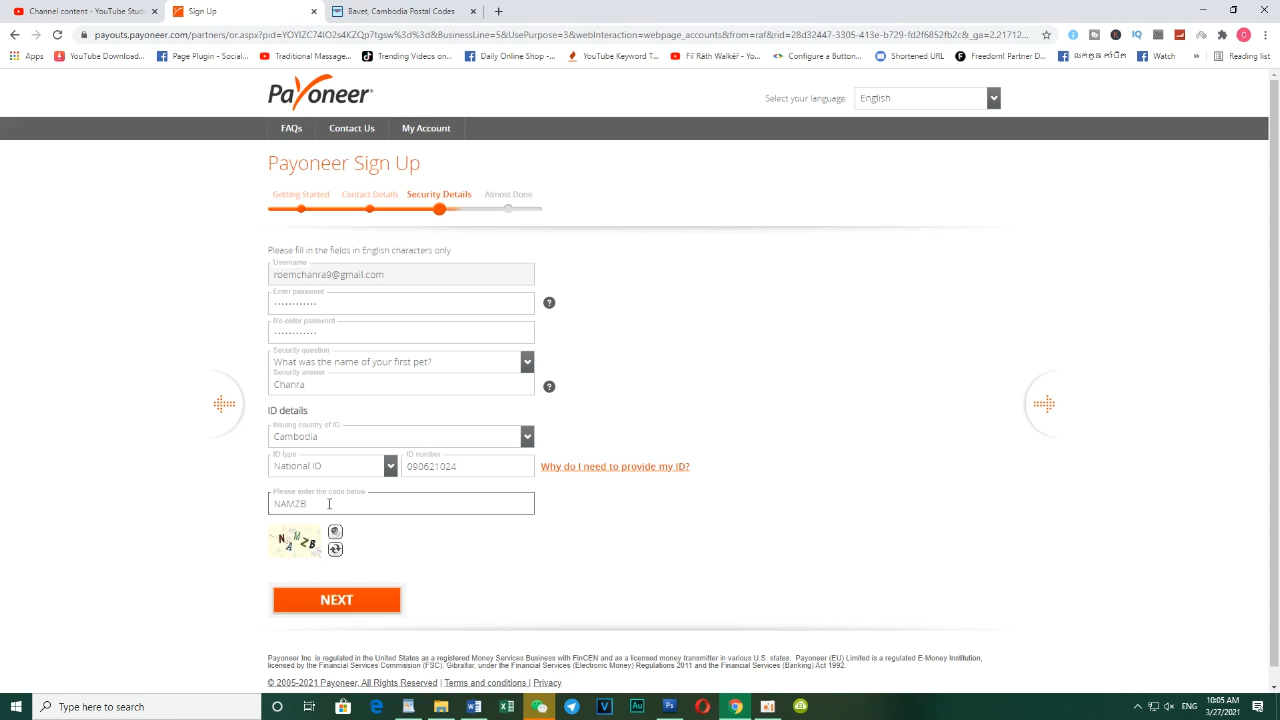 Channel content - YouTube Studio
Sign Up
Bavet, Cambodia Postal Codes
payouts.payoneer.com/partners/or.aspx?pid=YOYIZC74IO2s4KZQp7tgsw%3d%3d&BusinessLine=5&UsePurpose=3&webInteraction=webpage_accounts&from=raf&rid=28d32447-3305-413e-b729-fd2f6852fb2c&_ga=2.21712...
Apps
YouTube Download...
Page Plugin - Social...
Traditional Massage...
Trending Videos on...
Daily Online Shop -...
YouTube Keyword T...
Fil Rath Walker - Yo...
Configure a Button...
Shortened URL
Freedom! Partner D...
Watch
»
Reading list
Payoneer
Select your language:
English
FAQs
Contact Us
My Account
Payoneer Sign Up
Getting Started
Contact Details
Security Details
Almost Done
Please fill in the fields in English characters only
Username
roemchanra9@gmail.com
Enter password
............
Re-enter password
............
Security question
What was the name of your first pet?
Security answer
Chanra
ID details
Issuing country of ID
Cambodia
ID type
National ID
ID number
090621024
Why do I need to provide my ID?
Please enter the code below
NAMZB
NAMZB
NEXT
Payoneer Inc. is regulated in the United States as a registered Money Services Business with FinCEN and as a licensed money transmitter in various U.S. states. Payoneer (EU) Limited is a regulated E-Money Institution,
licensed by the Financial Services Commission (FSC), Gibraltar, under the Financial Services (Electronic Money) Regulations 2011 and the Financial Services (Banking) Act 1992.
© 2005-2021 Payoneer, All Rights Reserved | Terms and conditions | Privacy
Type here to search
ENG
10:05 AM
3/27/2021